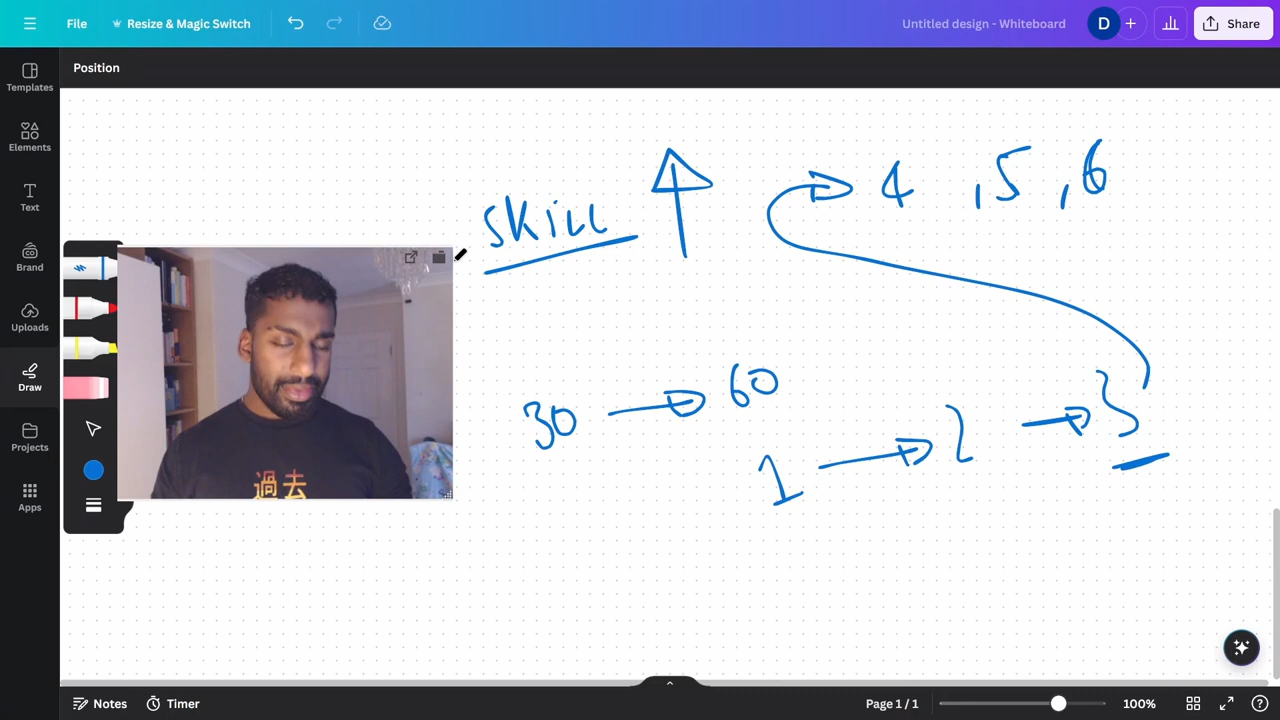 File
Resize & Magic Switch
Untitled design - Whiteboard
D
Share
Position
Templates
Elements
Text
Brand
Uploads
Draw
Projects
Apps
skill
4, 5, 6
30 → 60
1 → 2 → 3
過去
Notes
Timer
Page 1 / 1
100%